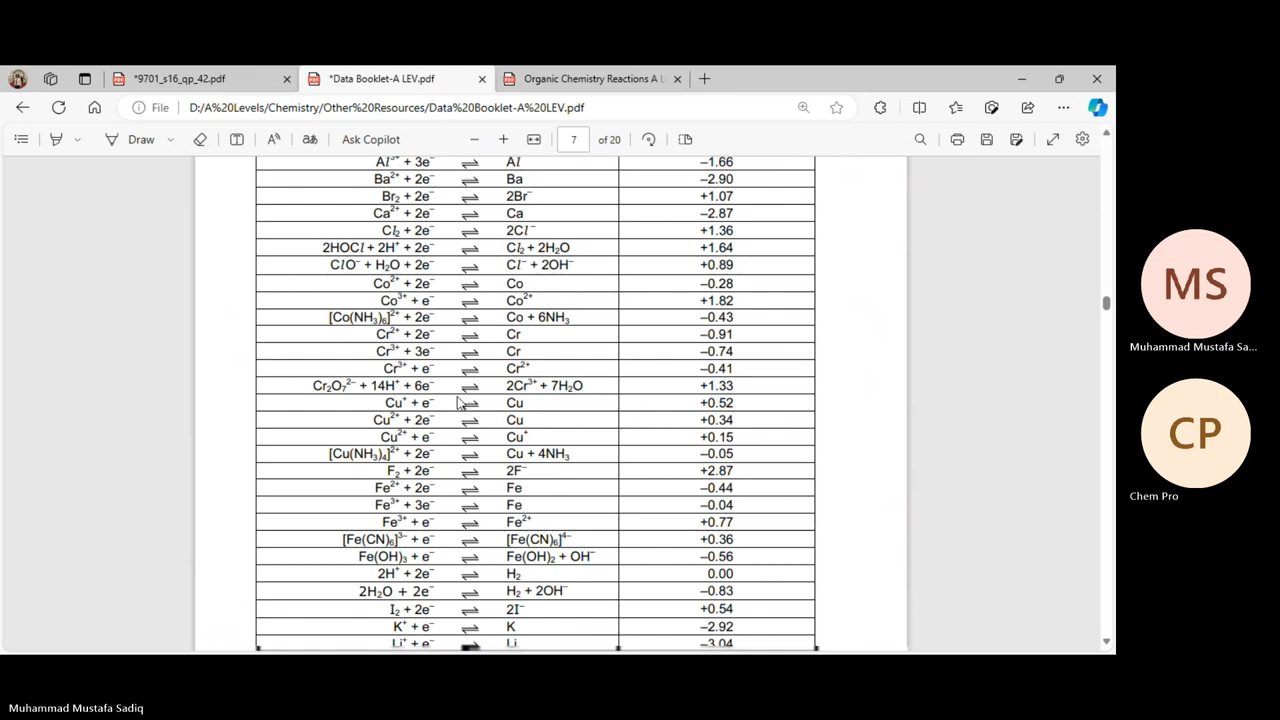 *9701_s16_qp_42.pdf
*Data Booklet-A LEV.pdf
Organic Chemistry Reactions A L
File
D:/A%20Levels/Chemistry/Other%20Resources/Data%20Booklet-A%20LEV.pdf
Draw
Ask Copilot
7 of 20
Al³⁺ + 3e⁻ ⇌ Al –1.66
Ba²⁺ + 2e⁻ ⇌ Ba –2.90
Br₂ + 2e⁻ ⇌ 2Br⁻ +1.07
Ca²⁺ + 2e⁻ ⇌ Ca –2.87
Cl₂ + 2e⁻ ⇌ 2Cl⁻ +1.36
2HOCl + 2H⁺ + 2e⁻ ⇌ Cl₂ + 2H₂O +1.64
ClO⁻ + H₂O + 2e⁻ ⇌ Cl⁻ + 2OH⁻ +0.89
Co²⁺ + 2e⁻ ⇌ Co –0.28
Co³⁺ + e⁻ ⇌ Co²⁺ +1.82
[Co(NH₃)₆]²⁺ + 2e⁻ ⇌ Co + 6NH₃ –0.43
Cr²⁺ + 2e⁻ ⇌ Cr –0.91
Cr³⁺ + 3e⁻ ⇌ Cr –0.74
Cr³⁺ + e⁻ ⇌ Cr²⁺ –0.41
Cr₂O₇²⁻ + 14H⁺ + 6e⁻ ⇌ 2Cr³⁺ + 7H₂O +1.33
Cu⁺ + e⁻ ⇌ Cu +0.52
Cu²⁺ + 2e⁻ ⇌ Cu +0.34
Cu²⁺ + e⁻ ⇌ Cu⁺ +0.15
[Cu(NH₃)₄]²⁺ + 2e⁻ ⇌ Cu + 4NH₃ –0.05
F₂ + 2e⁻ ⇌ 2F⁻ +2.87
Fe²⁺ + 2e⁻ ⇌ Fe –0.44
Fe³⁺ + 3e⁻ ⇌ Fe –0.04
Fe³⁺ + e⁻ ⇌ Fe²⁺ +0.77
[Fe(CN)₆]³⁻ + e⁻ ⇌ [Fe(CN)₆]⁴⁻ +0.36
Fe(OH)₃ + e⁻ ⇌ Fe(OH)₂ + OH⁻ –0.56
2H⁺ + 2e⁻ ⇌ H₂ 0.00
2H₂O + 2e⁻ ⇌ H₂ + 2OH⁻ –0.83
I₂ + 2e⁻ ⇌ 2I⁻ +0.54
K⁺ + e⁻ ⇌ K –2.92
Li⁺ + e⁻ ⇌ Li –3.04
MS
Muhammad Mustafa Sa...
CP
Chem Pro
Muhammad Mustafa Sadiq